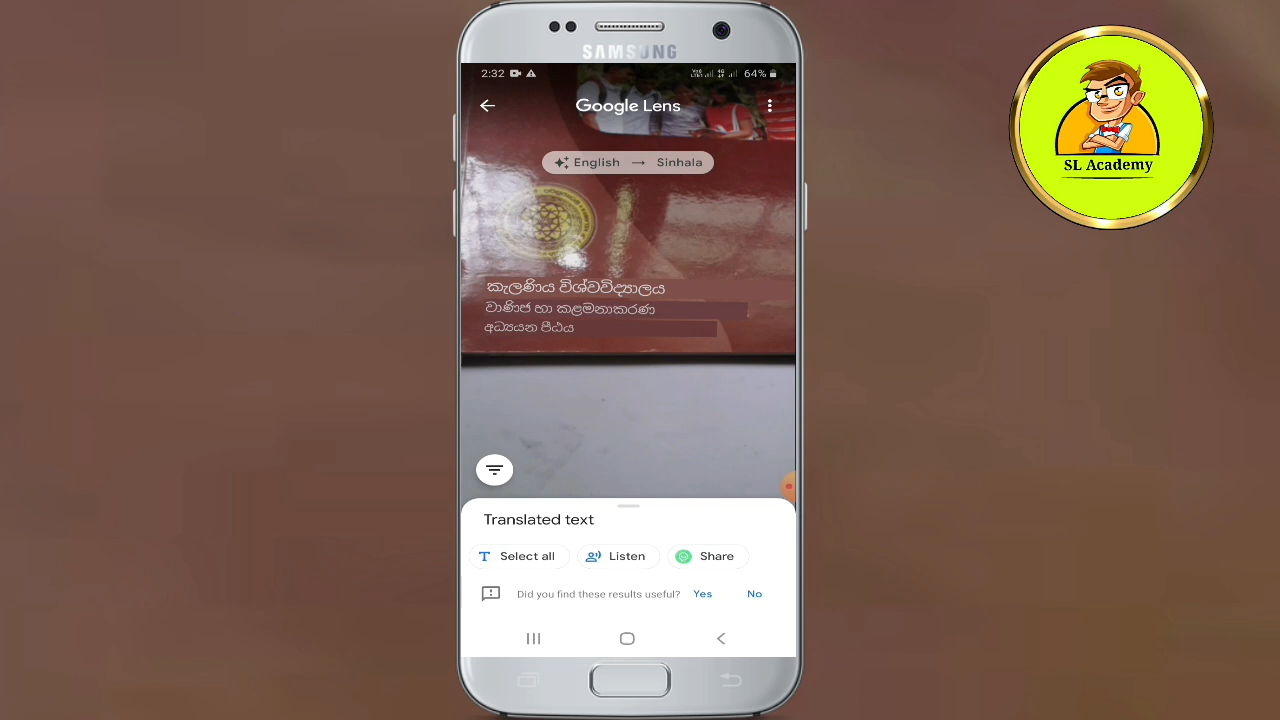 SAMSUNG
2:32
64%
Google Lens
English → Sinhala
SL Academy
කැලණිය විශ්වවිද්‍යාලය
වාණිජ හා කළමනාකරණ
අධ්‍යයන පීඨය
Translated text
Select all
Listen
Share
Did you find these results useful? Yes No